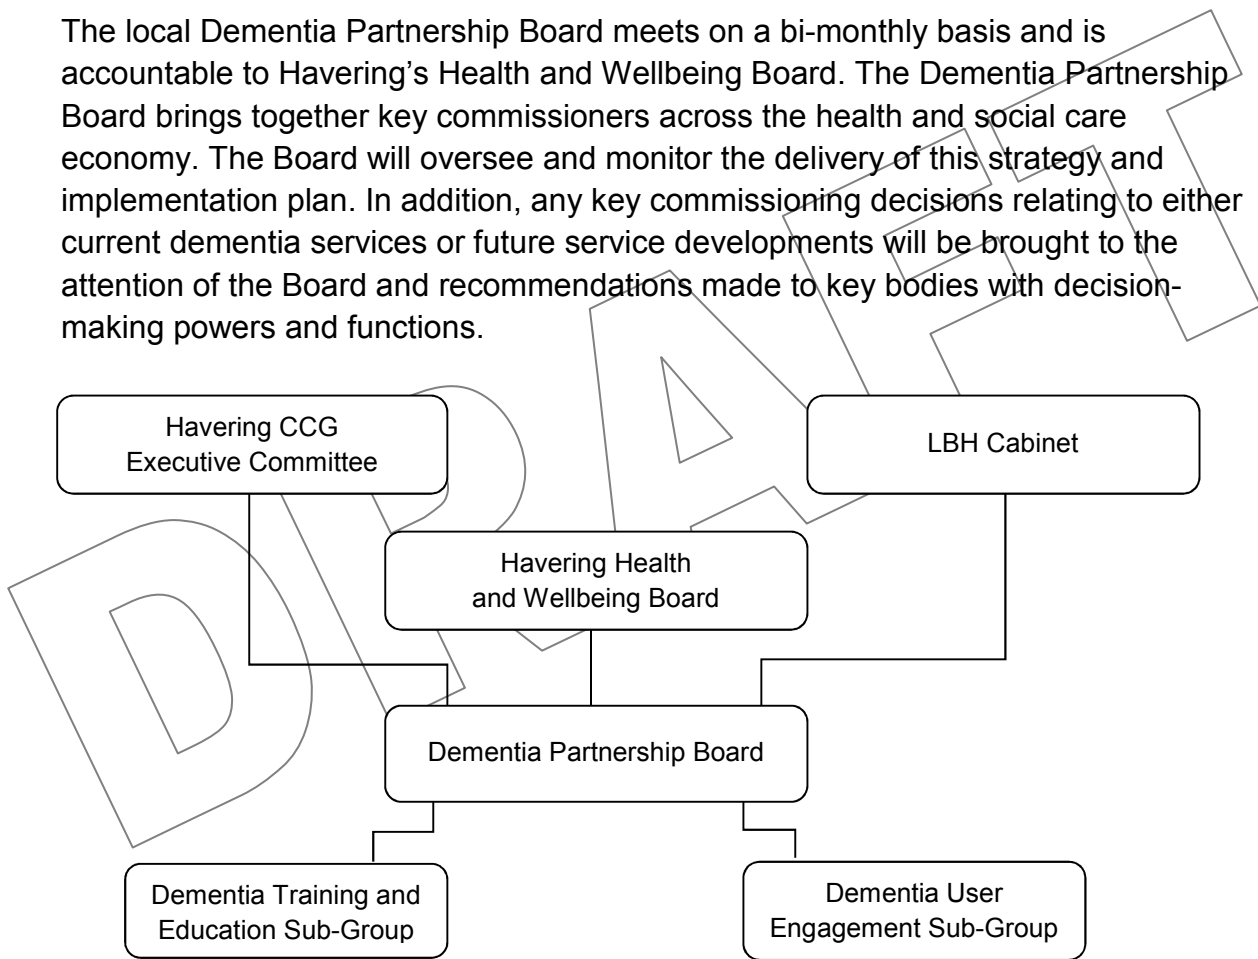 The local Dementia Partnership Board meets on a bi-monthly basis and is
accountable to Havering’s Health and Wellbeing Board. The Dementia Partnership
Board brings together key commissioners across the health and social care
economy. The Board will oversee and monitor the delivery of this strategy and
implementation plan. In addition, any key commissioning decisions relating to either
current dementia services or future service developments will be brought to the
attention of the Board and recommendations made to key bodies with decision-
making powers and functions.
Havering CCG
Executive Committee
LBH Cabinet
Havering Health
and Wellbeing Board
Dementia Partnership Board
Dementia Training and
Education Sub-Group
Dementia User
Engagement Sub-Group
DRAFT